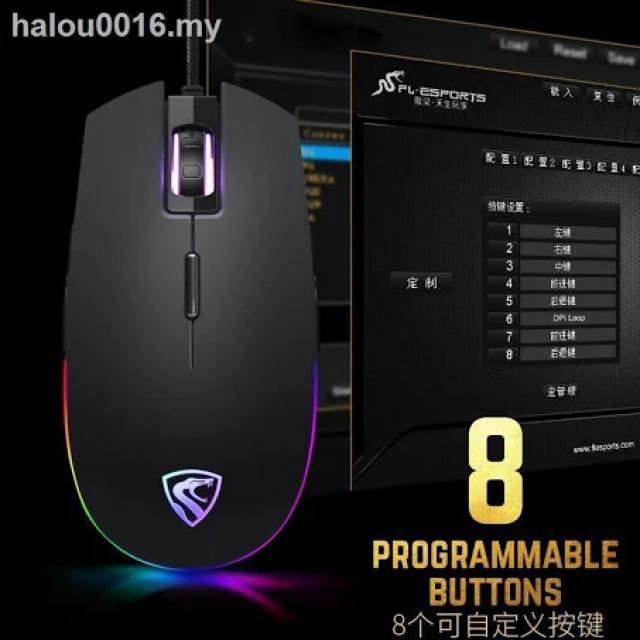 halou0016.my
Load Reset Save
FL·ESPORTS
载入 复位
配置1 配置2 配置3 配置4
按键设置：
1 左键
2 右键
3 中键
4 前进键
5 后退键
6 DPI Loop
7 前进键
8 后退键
定制
宏管理
www.flesports.com
8
PROGRAMMABLE
BUTTONS
8个可自定义按键